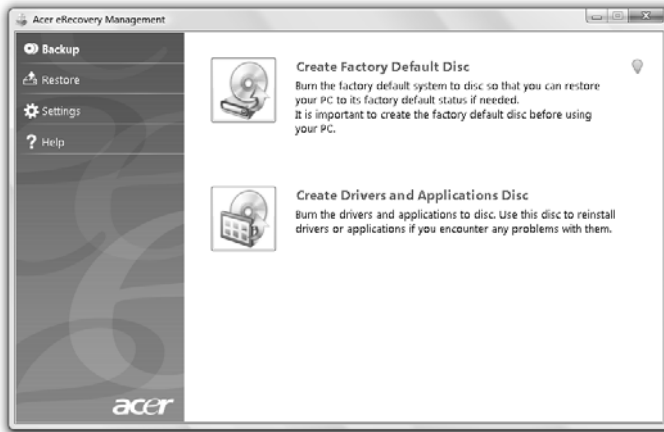 Acer eRecovery Management
Backup
Restore
Settings
Help
Create Factory Default Disc
Burn the factory default system to disc so that you can restore
your PC to its factory default status if needed.
It is important to create the factory default disc before using
your PC.
Create Drivers and Applications Disc
Burn the drivers and applications to disc. Use this disc to reinstall
drivers or applications if you encounter any problems with them.
acer